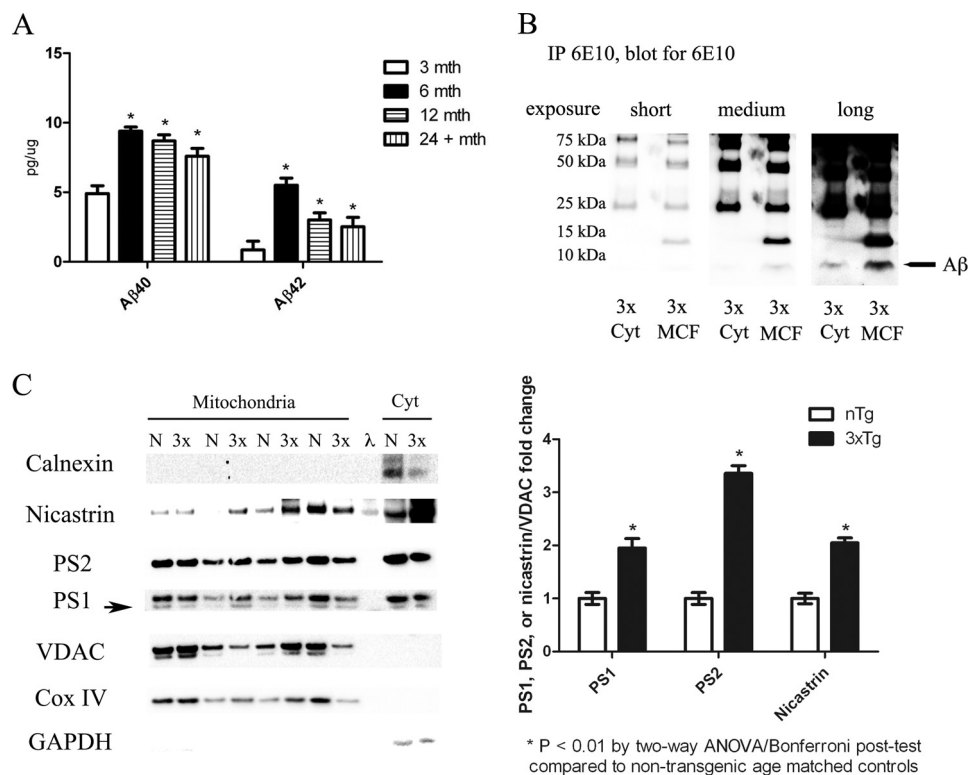 A
15
10
5
0
pg/ug
Aβ40
Aβ42
3 mth
6 mth
12 mth
24 + mth
* * *
* * *
B
IP 6E10, blot for 6E10
exposure short medium long
75 kDa
50 kDa
25 kDa
15 kDa
10 kDa
Aβ
3x 3x 3x 3x 3x 3x
Cyt MCF Cyt MCF Cyt MCF
C
Mitochondria Cyt
N 3x N 3x N 3x N 3x λ N 3x
Calnexin
Nicastrin
PS2
PS1
VDAC
Cox IV
GAPDH
PS1, PS2, or nicastrin/VDAC fold change
4
3
2
1
0
nTg
3xTg
* * *
PS1
PS2
Nicastrin
* P < 0.01 by two-way ANOVA/Bonferroni post-test
compared to non-transgenic age matched controls